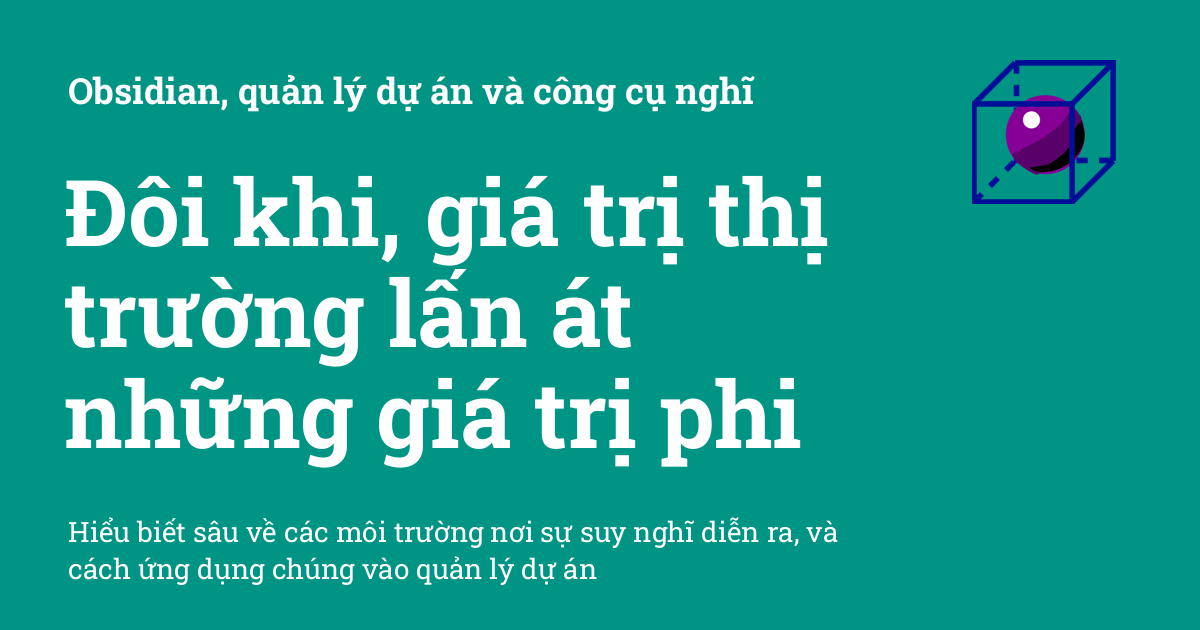 Obsidian, quản lý dự án và công cụ nghĩ
Đôi khi, giá trị thị
trường lấn át
những giá trị phi
Hiểu biết sâu về các môi trường nơi sự suy nghĩ diễn ra, và
cách ứng dụng chúng vào quản lý dự án